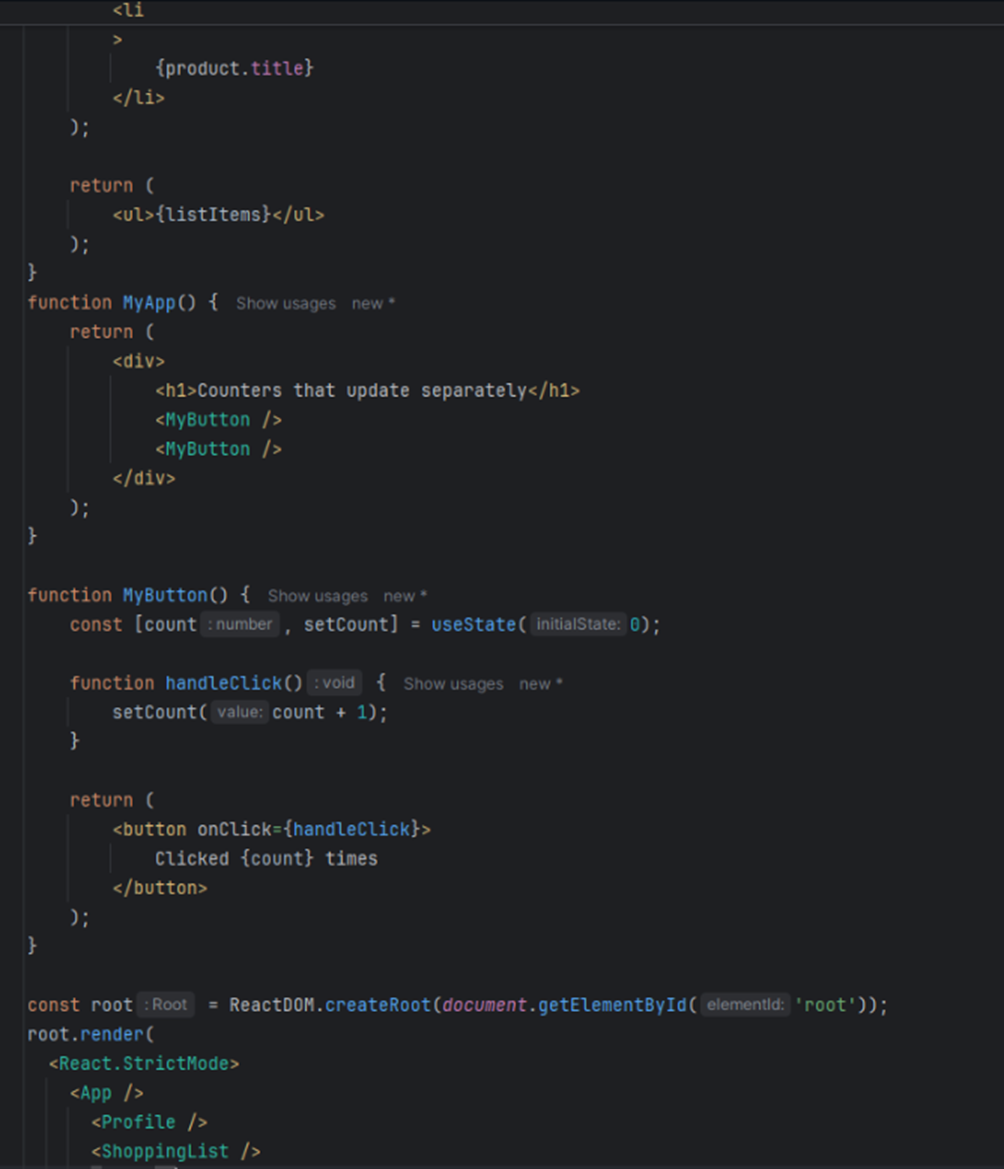 <li
>
{product.title}
</li>
);
return (
<ul>{listItems}</ul>
);
}
function MyApp() { Show usages new *
return (
<div>
<h1>Counters that update separately</h1>
<MyButton />
<MyButton />
</div>
);
}
function MyButton() { Show usages new *
const [count : number , setCount] = useState( initialState: 0);
function handleClick() : void { Show usages new *
setCount( value: count + 1);
}
return (
<button onClick={handleClick}>
Clicked {count} times
</button>
);
}
const root : Root = ReactDOM.createRoot(document.getElementById( elementId: 'root'));
root.render(
<React.StrictMode>
<App />
<Profile />
<ShoppingList />